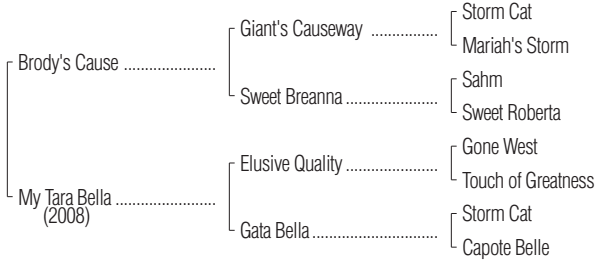 Storm Cat
Giant's Causeway ................
Mariah's Storm
Brody's Cause ......................
Sahm
Sweet Breanna ......................
Sweet Roberta
Gone West
Elusive Quality ......................
Touch of Greatness
My Tara Bella ........................
(2008)
Storm Cat
Gata Bella ..............................
Capote Belle